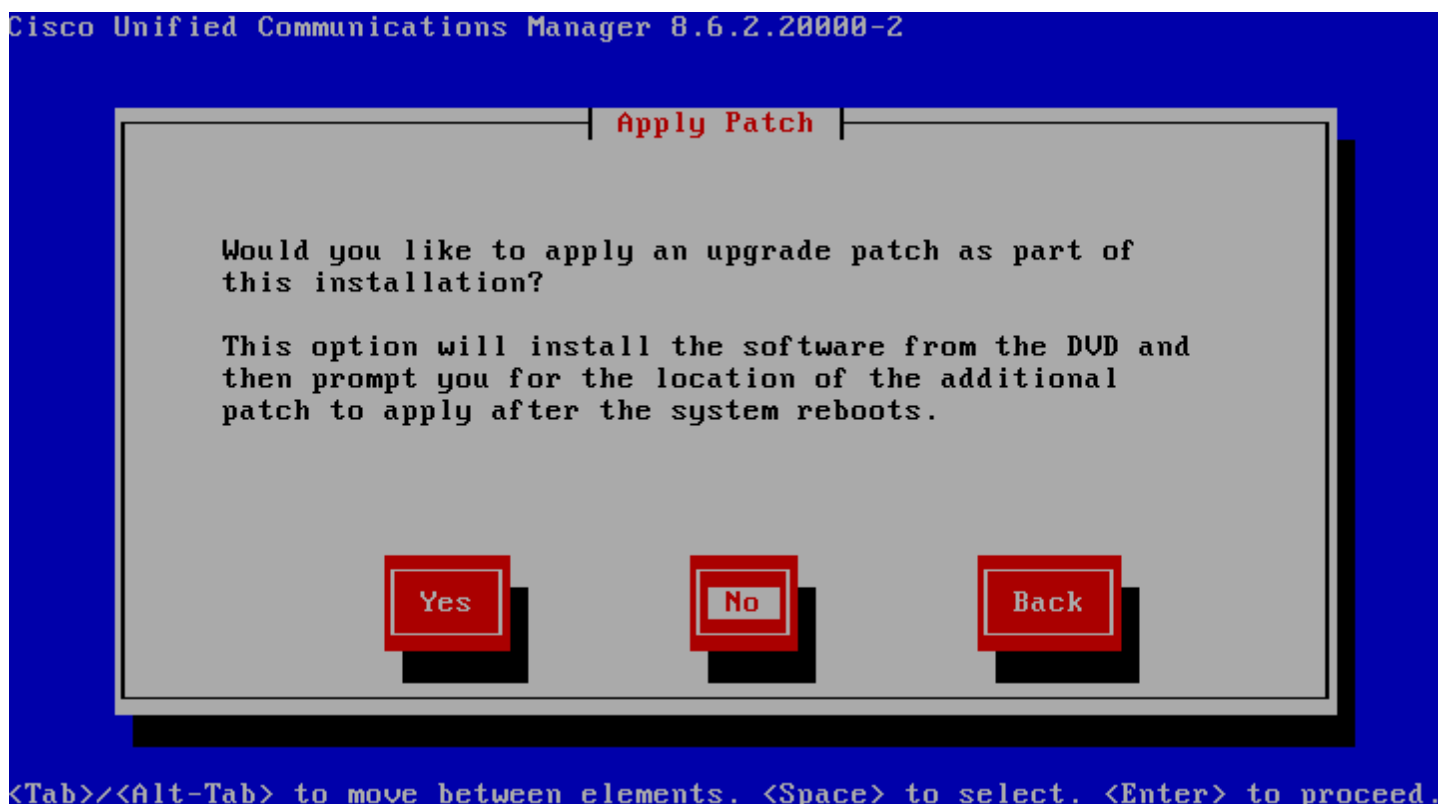 Cisco Unified Communications Manager 8.6.2.20000-2
Apply Patch
Would you like to apply an upgrade patch as part of
this installation?
This option will install the software from the DVD and
then prompt you for the location of the additional
patch to apply after the system reboots.
Yes No Back
<Tab>/<Alt-Tab> to move between elements. <Space> to select. <Enter> to proceed.